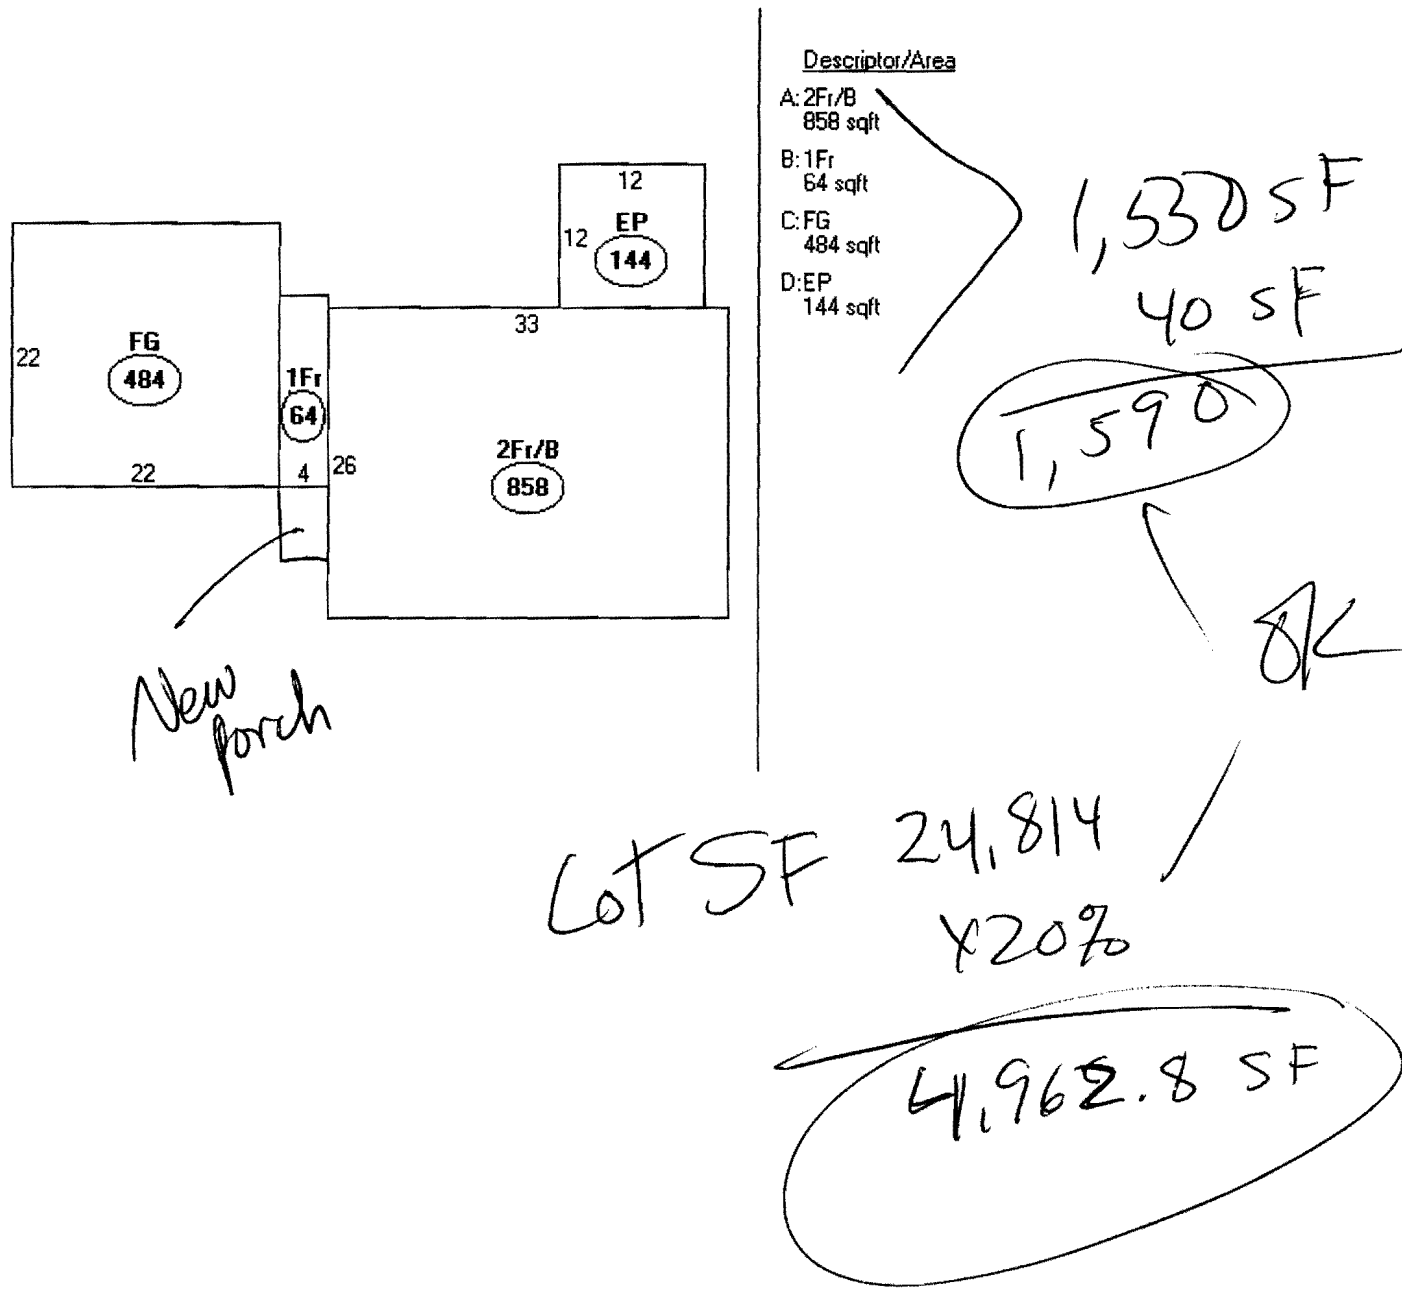 Descriptor/Area
A: 2Fr/B
858 sqft
B: 1Fr
64 sqft
C: FG
484 sqft
D: EP
144 sqft
12
12
EP
144
33
22
FG
484
22
1Fr
64
4
26
2Fr/B
858
New
porch
1,550 SF
40 SF
1,590
OK
Lot SF 24,814
X20%
4,962.8 SF